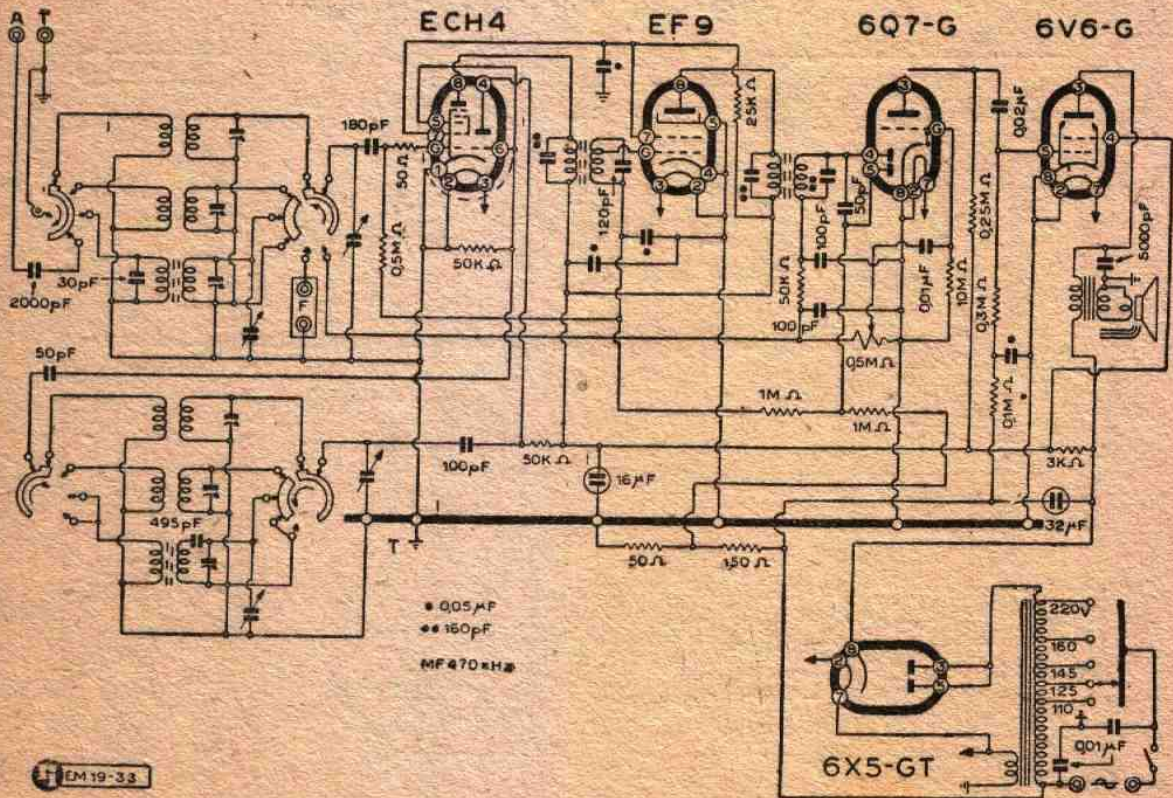 A T
ECH4
EF9
6Q7-G
6V6-G
180pF
50Ω
0,5MΩ
50KΩ
120pF
25KΩ
50pF
100pF
50KΩ
100pF
0,01µF
10MΩ
0,5MΩ
0,02µF
0,25MΩ
0,3MΩ
0,1MΩ
5000pF
30pF
2000pF
F
50pF
1MΩ
1MΩ
100pF
50KΩ
16µF
3KΩ
32µF
495pF
T
50Ω
150Ω
• 0,05µF
•• 160pF
MF 470KHz
220V
160
145
125
110
0,01µF
6X5-GT
EM 19-33